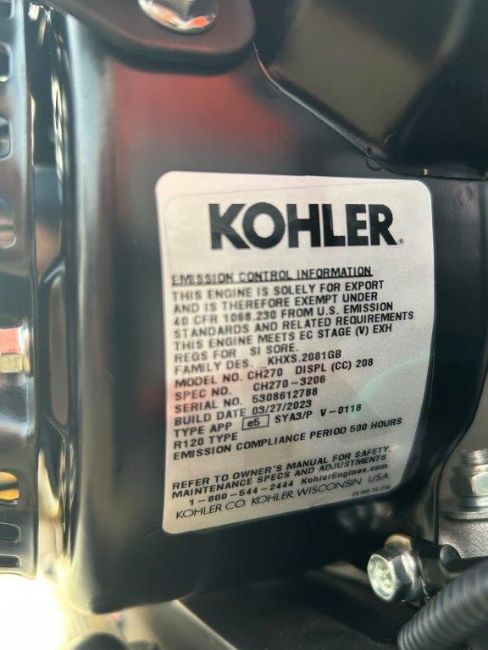 KOHLER.
EMISSION CONTROL INFORMATION
THIS ENGINE IS SOLELY FOR EXPORT
AND IS THEREFORE EXEMPT UNDER
40 CFR 1068.230 FROM U.S. EMISSION
STANDARDS AND RELATED REQUIREMENTS
THIS ENGINE MEETS EC STAGE (V) EXH
REGS FOR SI SORE.
FAMILY DES. KHXS.2081GB
MODEL NO. CH270 DISPL (CC) 208
SPEC NO. CH270-3206
SERIAL NO. 5308612788
BUILD DATE 03/27/2023
TYPE APP e5 SYA3/P V-0118
R120 TYPE
EMISSION COMPLIANCE PERIOD 500 HOURS
REFER TO OWNER'S MANUAL FOR SAFETY,
MAINTENANCE SPECS AND ADJUSTMENTS
1-800-544-2444 KohlerEngines.com
KOHLER CO. KOHLER, WISCONSIN USA